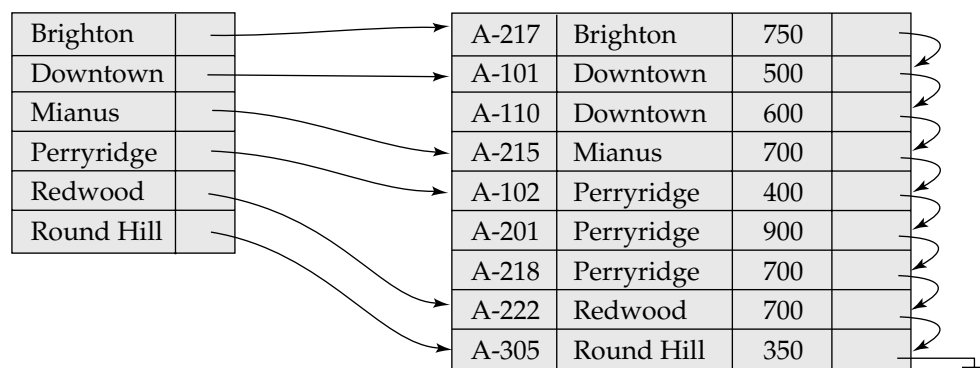 Brighton
Downtown
Mianus
Perryridge
Redwood
Round Hill
A-217 Brighton 750
A-101 Downtown 500
A-110 Downtown 600
A-215 Mianus 700
A-102 Perryridge 400
A-201 Perryridge 900
A-218 Perryridge 700
A-222 Redwood 700
A-305 Round Hill 350